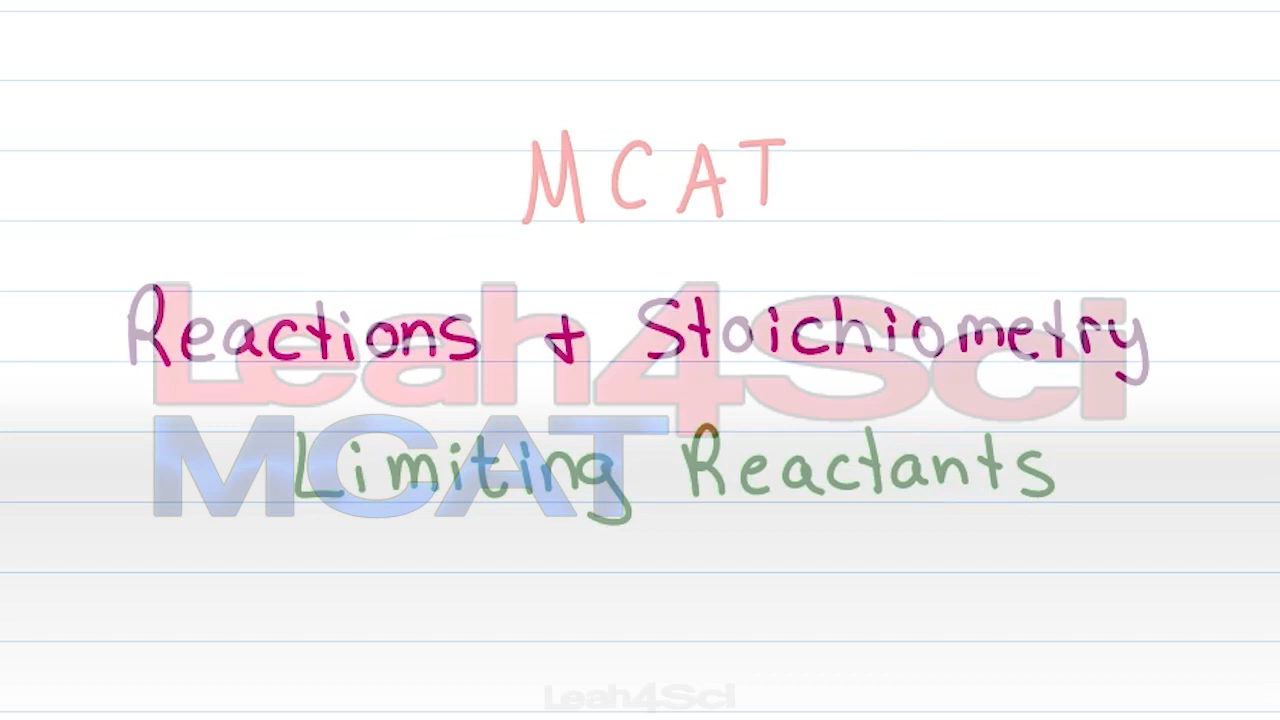 MCAT
Reactions + Stoichiometry
Leah4Sci
MCAT
Limiting Reactants
Leah4Sci